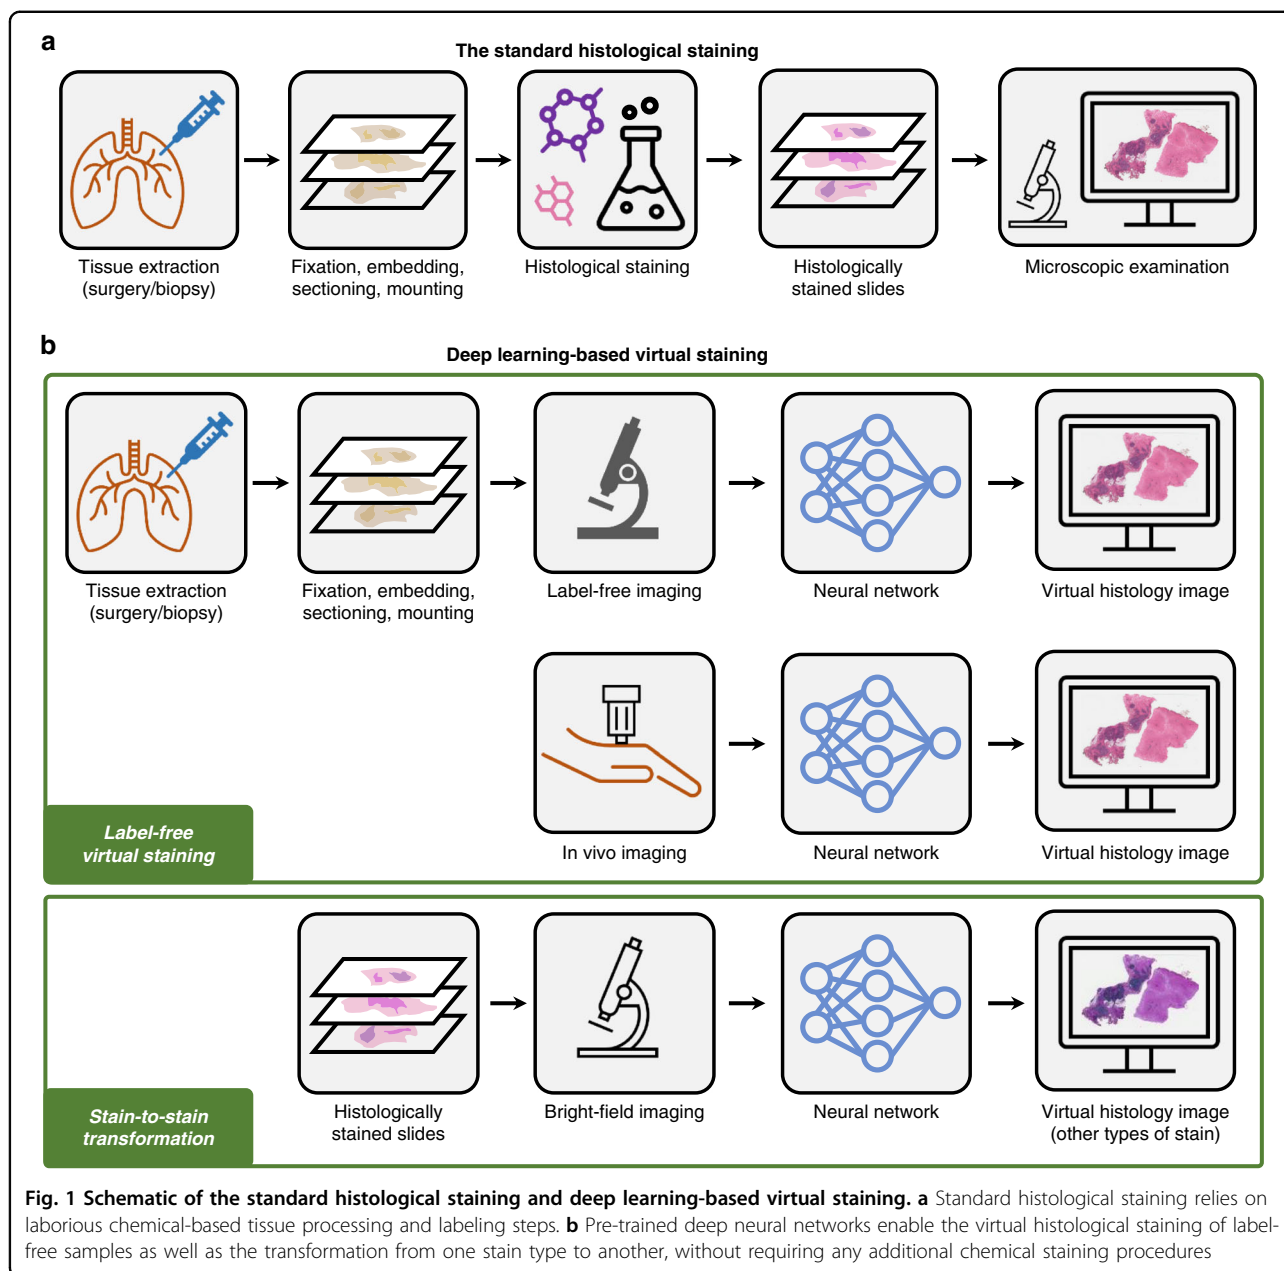 a
The standard histological staining
Tissue extraction
(surgery/biopsy)
Fixation, embedding,
sectioning, mounting
Histological staining
Histologically
stained slides
Microscopic examination
b
Deep learning-based virtual staining
Tissue extraction
(surgery/biopsy)
Fixation, embedding,
sectioning, mounting
Label-free imaging
Neural network
Virtual histology image
In vivo imaging
Neural network
Virtual histology image
Label-free
virtual staining
Histologically
stained slides
Bright-field imaging
Neural network
Virtual histology image
(other types of stain)
Stain-to-stain
transformation
Fig. 1 Schematic of the standard histological staining and deep learning-based virtual staining. a Standard histological staining relies on
laborious chemical-based tissue processing and labeling steps. b Pre-trained deep neural networks enable the virtual histological staining of label-
free samples as well as the transformation from one stain type to another, without requiring any additional chemical staining procedures